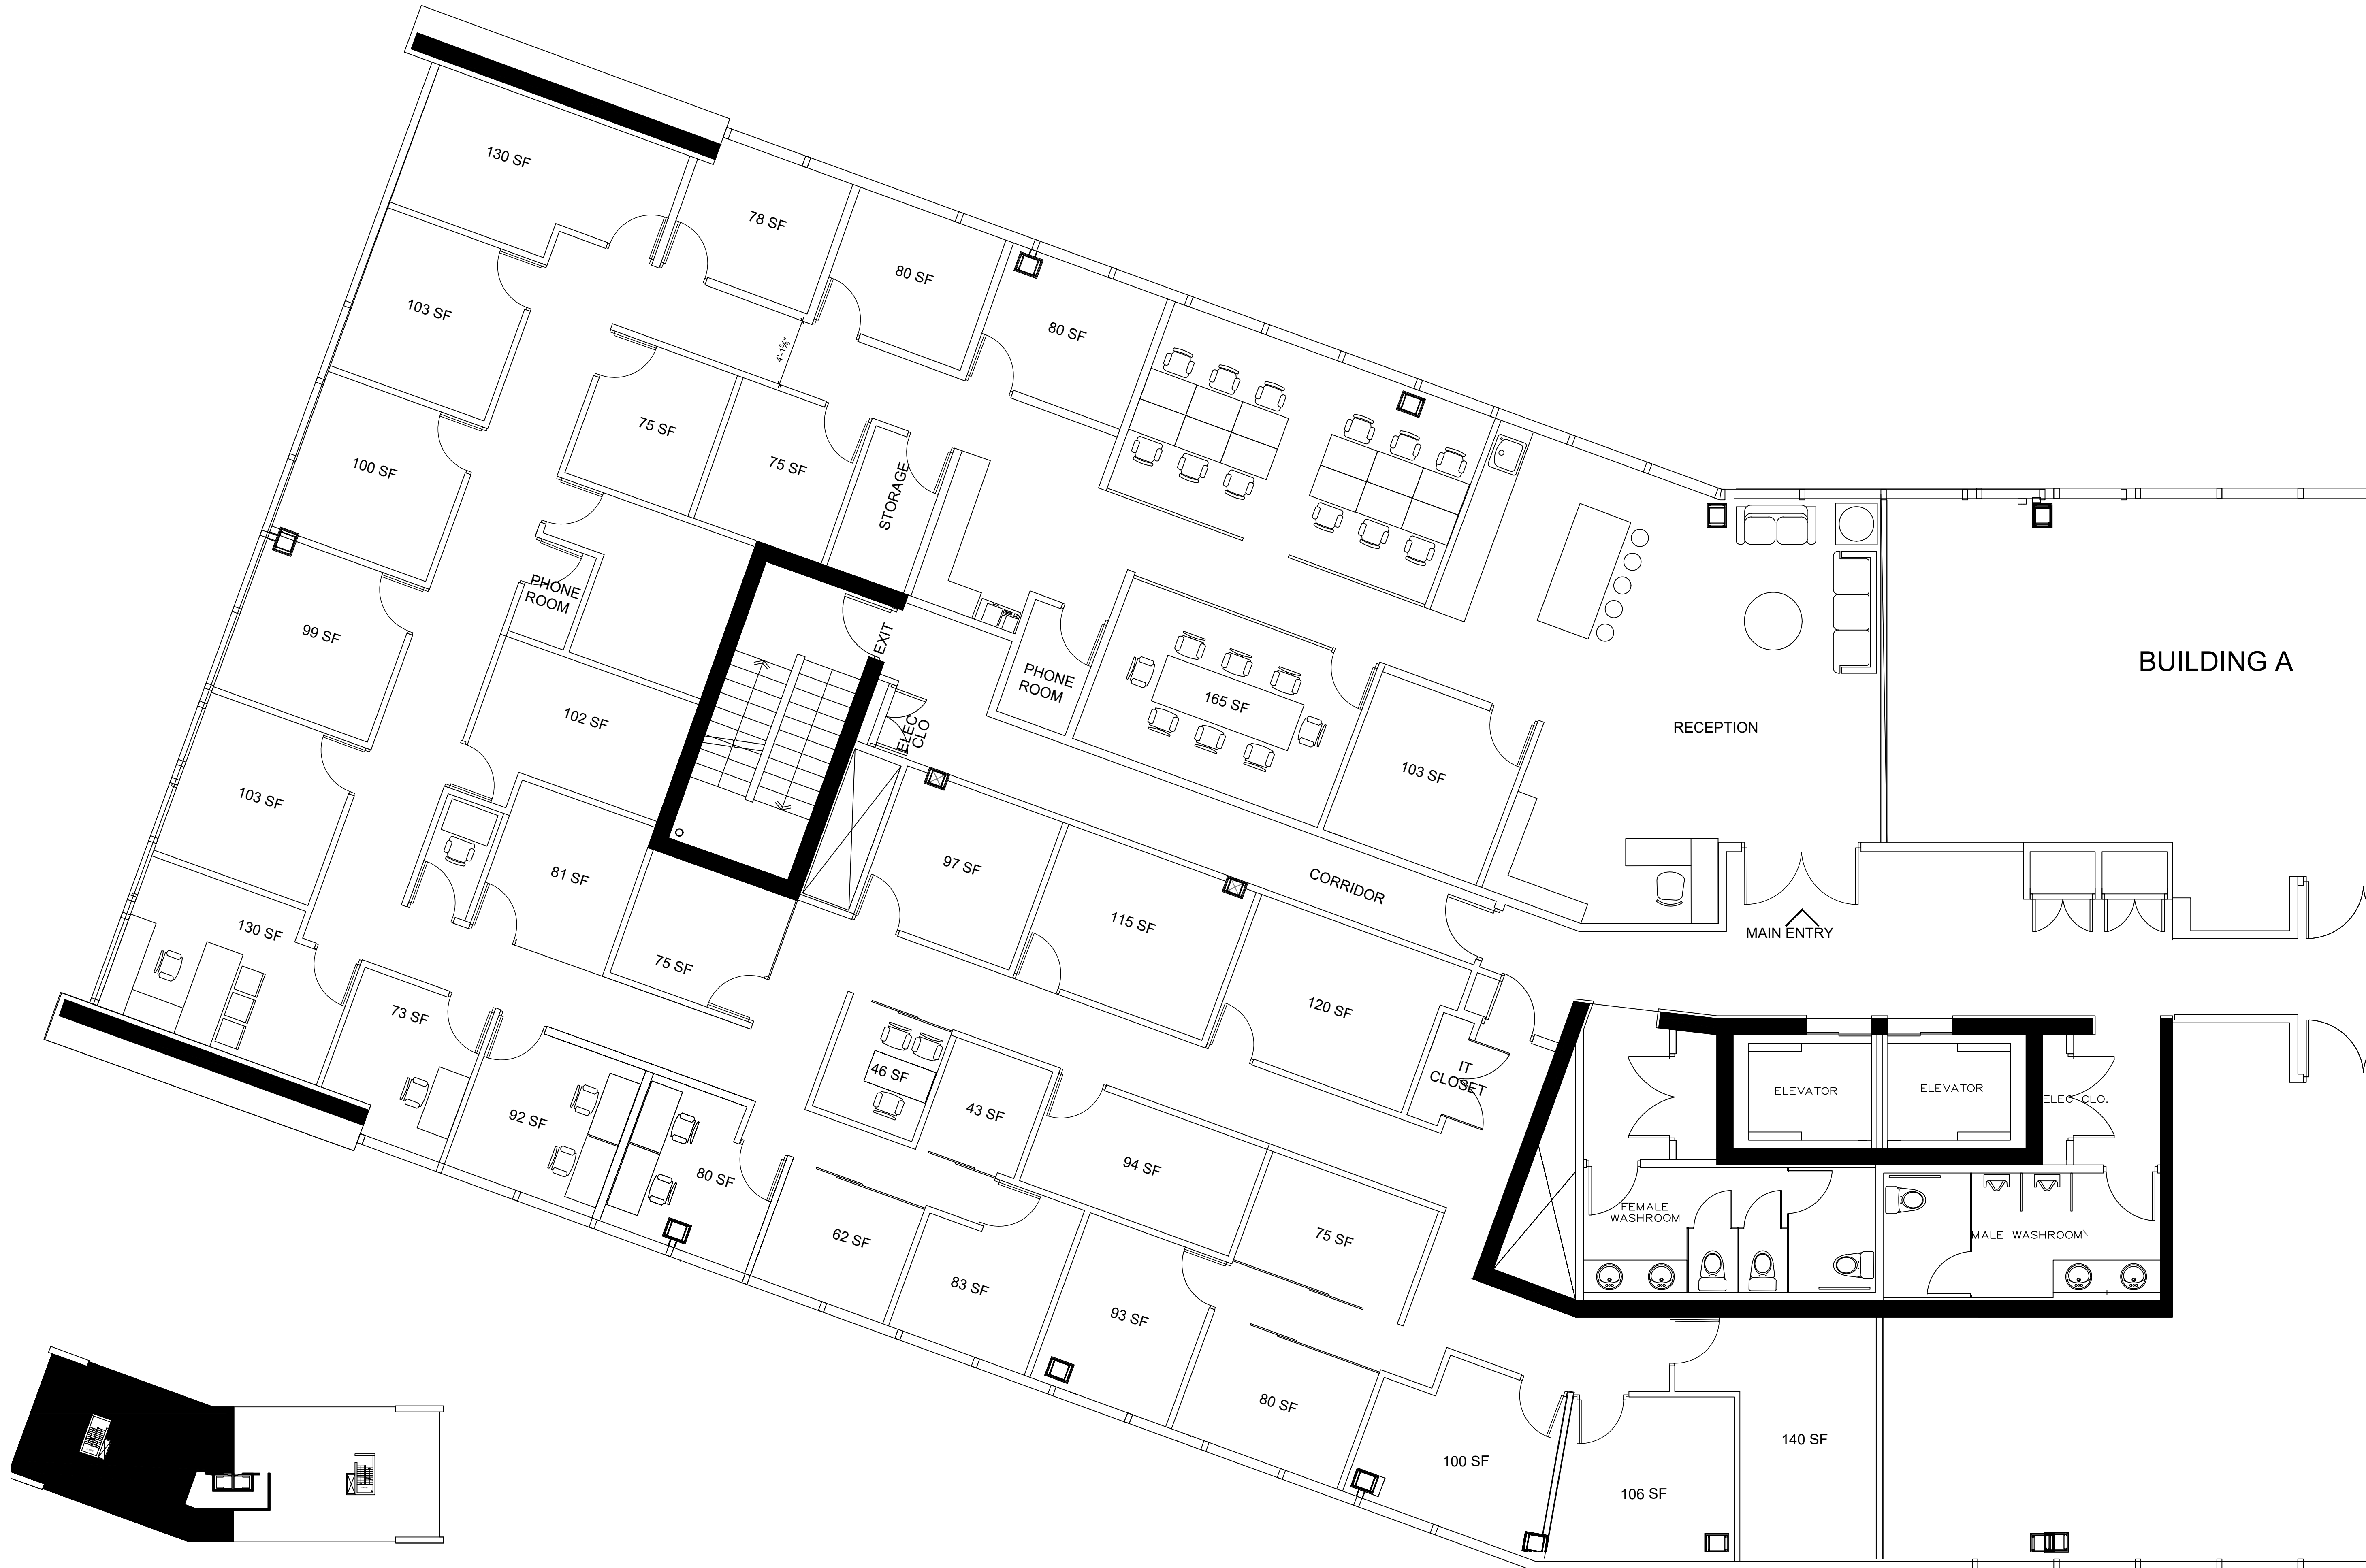 130 SF
78 SF
80 SF
80 SF
103 SF
4'-1⅝"
75 SF
75 SF
100 SF
STORAGE
PHONE
ROOM
99 SF
EXIT
PHONE
ROOM
165 SF
BUILDING A
102 SF
ELEC
CLO
RECEPTION
103 SF
103 SF
81 SF
97 SF
CORRIDOR
130 SF
115 SF
MAIN ENTRY
75 SF
73 SF
120 SF
46 SF
IT
CLOSET
ELEVATOR
ELEVATOR
ELEC CLO.
92 SF
43 SF
80 SF
94 SF
FEMALE
WASHROOM
MALE WASHROOM\
62 SF
75 SF
83 SF
93 SF
80 SF
100 SF
140 SF
106 SF